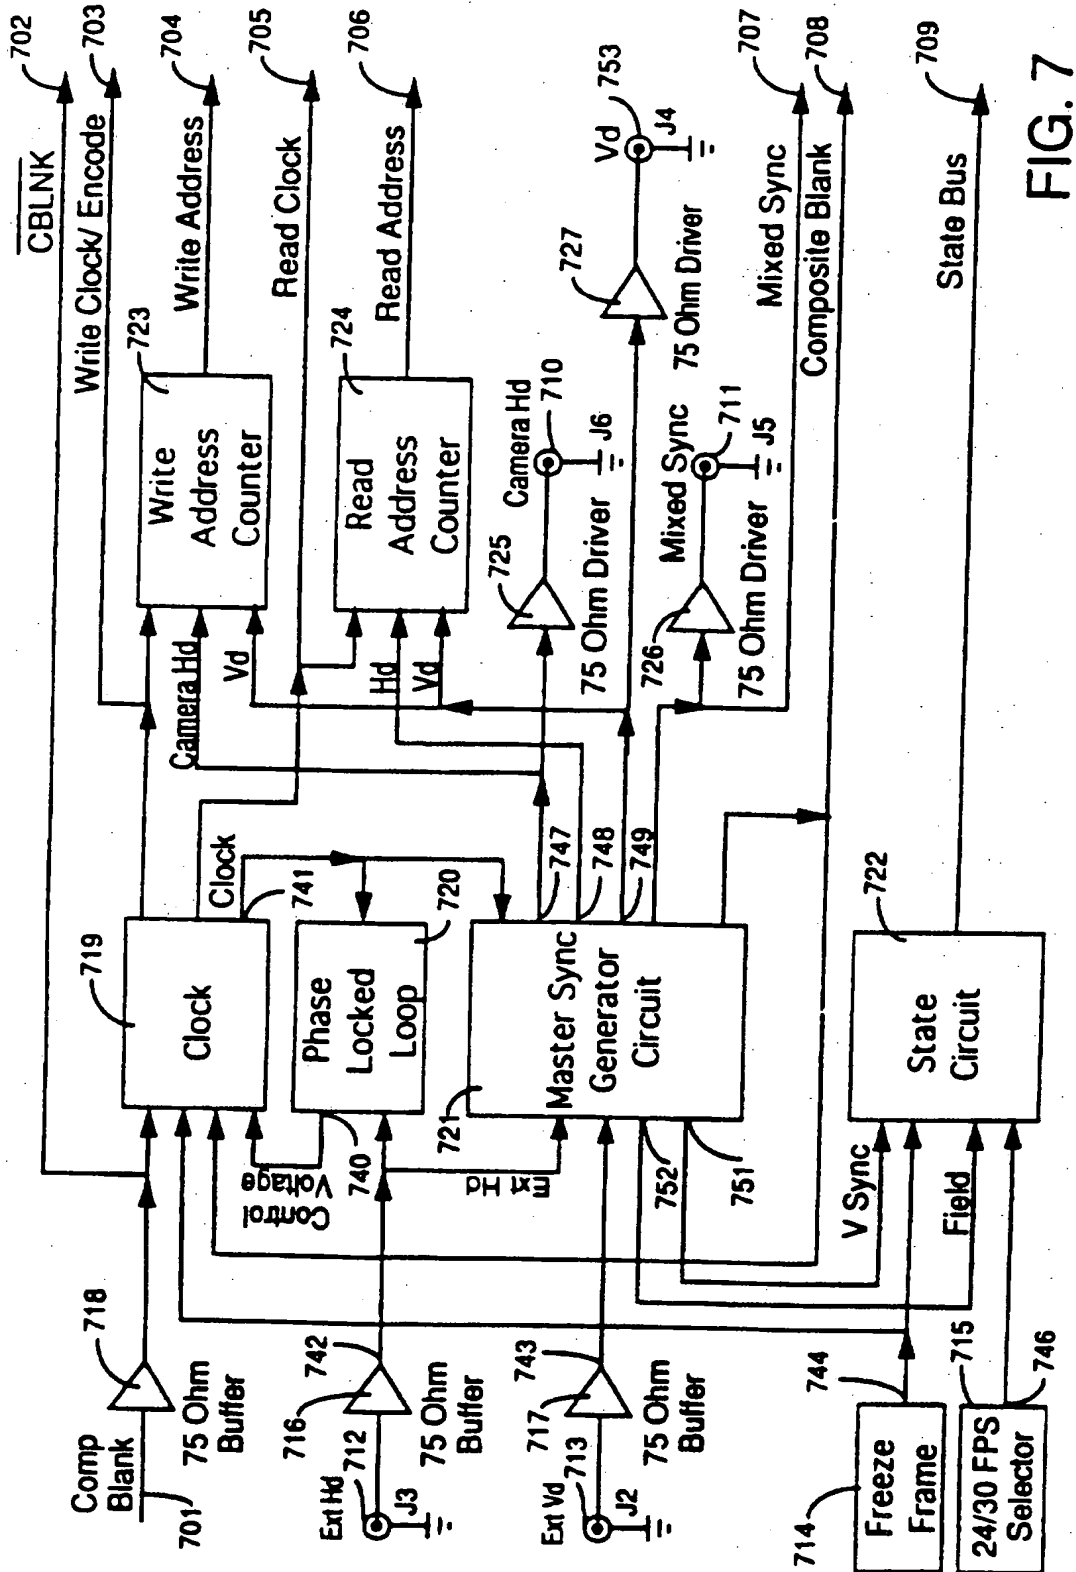 Comp
Blank
701
718
75 Ohm
Buffer
Ext Hd
712
J3
716
742
75 Ohm
Buffer
Ext Vd
713
J2
717
743
75 Ohm
Buffer
714
Freeze
Frame
744
24/30 FPS
Selector
715
746
Control
Voltage
740
Ext Hd
719
Clock
Clock
741
Phase
Locked
Loop
720
721
Master Sync
Generator
Circuit
747
748
749
752
751
V Sync
Field
State
Circuit
722
Camera Hd
Vd
Write
Address
Counter
723
Hd
Vd
Read
Address
Counter
724
725
75 Ohm Driver
Camera Hd
710
J6
726
75 Ohm Driver
Mixed Sync
711
J5
727
75 Ohm Driver
Vd
753
J4
CBLNK
702
Write Clock/ Encode
703
Write Address
704
Read Clock
705
Read Address
706
Mixed Sync
707
Composite Blank
708
State Bus
709
FIG. 7